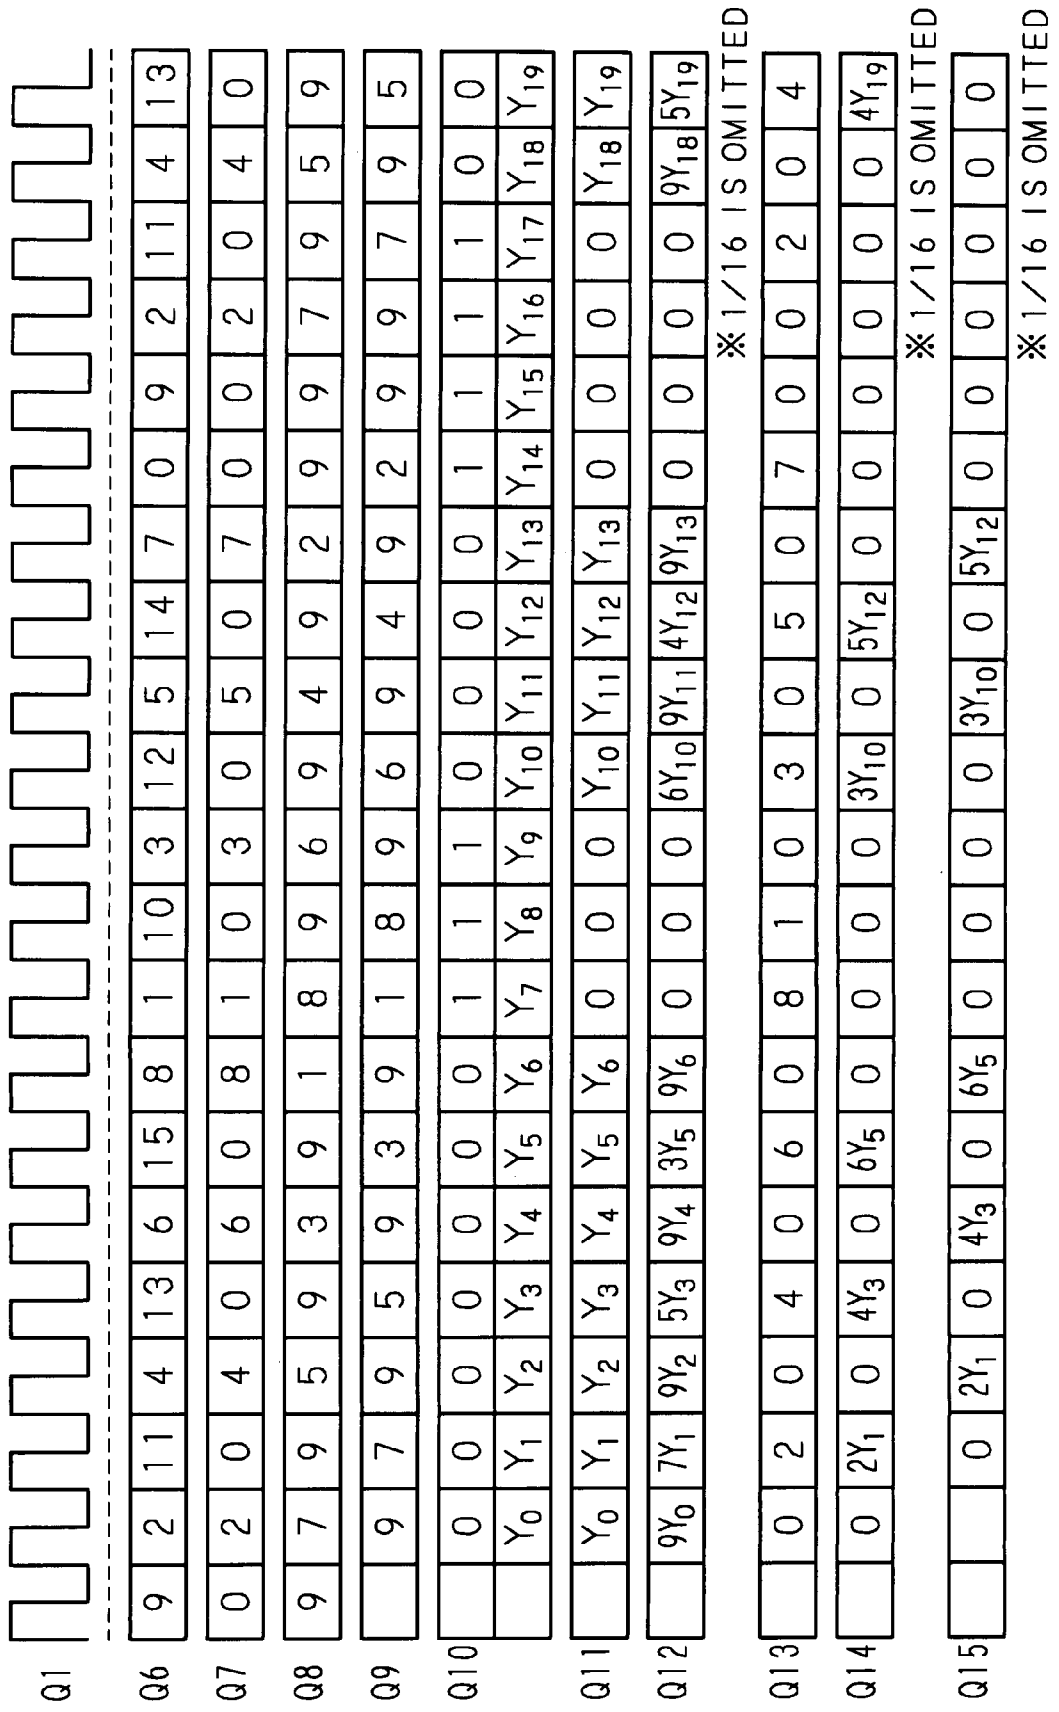 Q1
Q6 9 2 11 4 13 6 15 8 1 10 3 12 5 14 7 0 9 2 11 4 13
Q7 0 2 0 4 0 6 0 8 1 0 3 0 5 0 7 0 0 2 0 4 0
Q8 9 7 9 5 9 3 9 1 8 9 6 9 4 9 2 9 9 7 9 5 9
Q9 9 7 9 5 9 3 9 1 8 9 6 9 4 9 2 9 9 7 9 5
Q10 0 0 0 0 0 0 0 1 1 1 0 0 0 0 1 1 1 1 0 0
Y0 Y1 Y2 Y3 Y4 Y5 Y6 Y7 Y8 Y9 Y10 Y11 Y12 Y13 Y14 Y15 Y16 Y17 Y18 Y19
Q11 Y0 Y1 Y2 Y3 Y4 Y5 Y6 0 0 0 Y10 Y11 Y12 Y13 0 0 0 0 Y18 Y19
Q12 9Y0 7Y1 9Y2 5Y3 9Y4 3Y5 9Y6 0 0 0 6Y10 9Y11 4Y12 9Y13 0 0 0 0 9Y18 5Y19
※1/16 IS OMITTED
Q13 0 2 0 4 0 6 0 8 1 0 3 0 5 0 7 0 0 2 0 4
Q14 0 2Y1 0 4Y3 0 6Y5 0 0 0 0 3Y10 0 5Y12 0 0 0 0 0 0 4Y19
※1/16 IS OMITTED
Q15 0 2Y1 0 4Y3 0 6Y5 0 0 0 0 3Y10 0 5Y12 0 0 0 0 0 0
※1/16 IS OMITTED